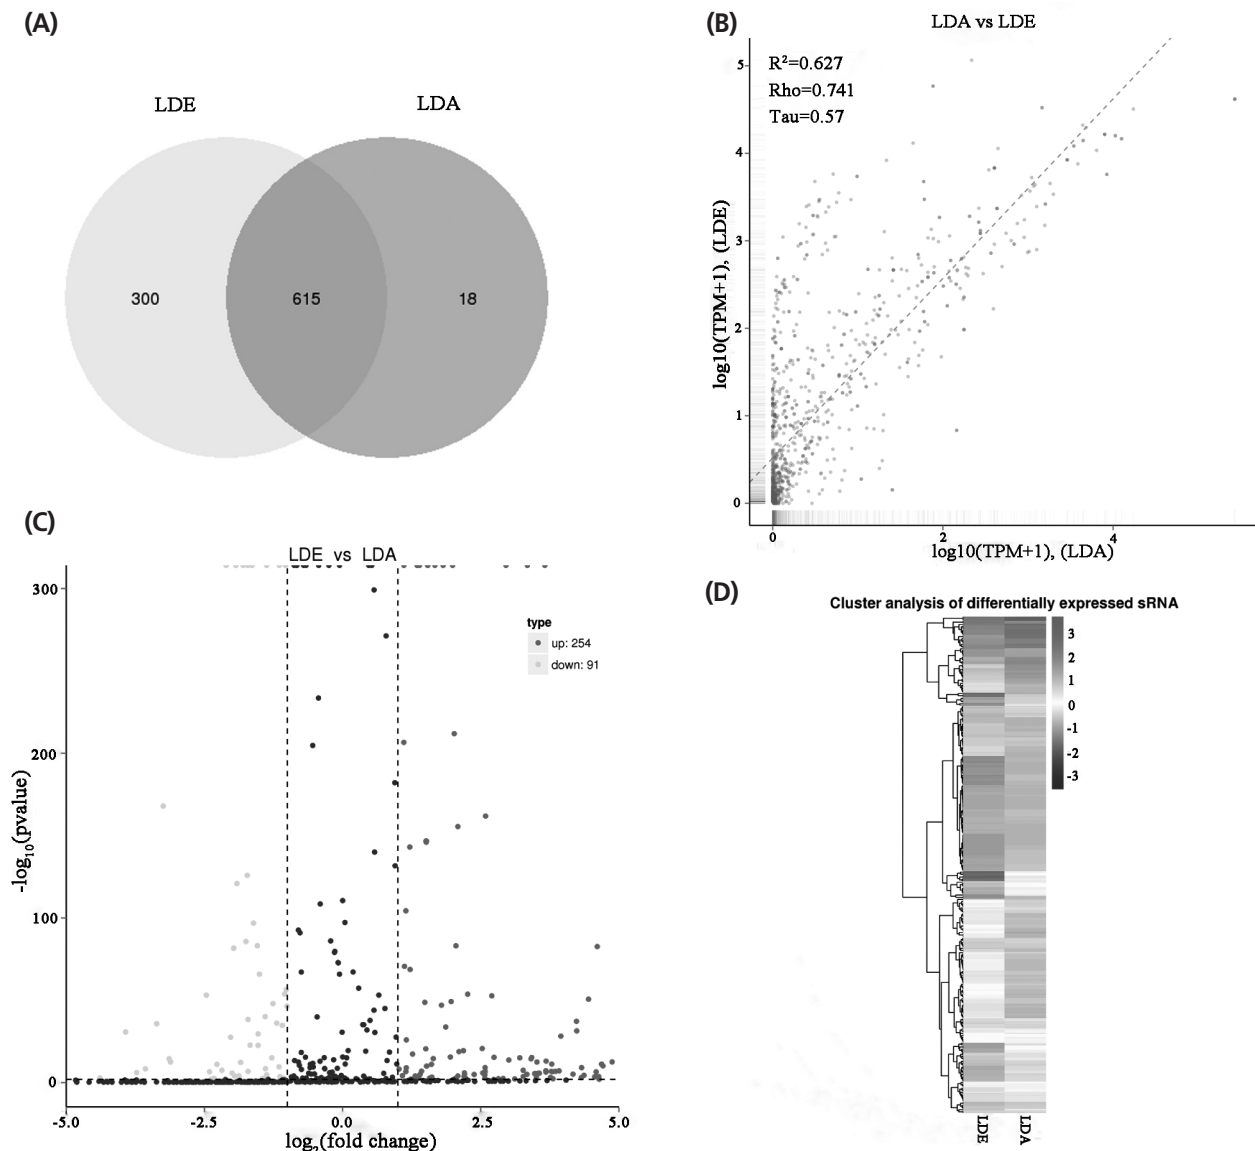 (A)
LDE
LDA
300
615
18
(B)
LDA vs LDE
R²=0.627
Rho=0.741
Tau=0.57
5
4
3
2
1
0
log10(TPM+1), (LDE)
0
2
4
log10(TPM+1), (LDA)
(C)
LDE vs LDA
300
200
100
0
-log₁₀(pvalue)
type
up: 254
down: 91
-5.0
-2.5
0.0
2.5
5.0
log₂(fold change)
(D)
Cluster analysis of differentially expressed sRNA
3
2
1
0
-1
-2
-3
LDE
LDA